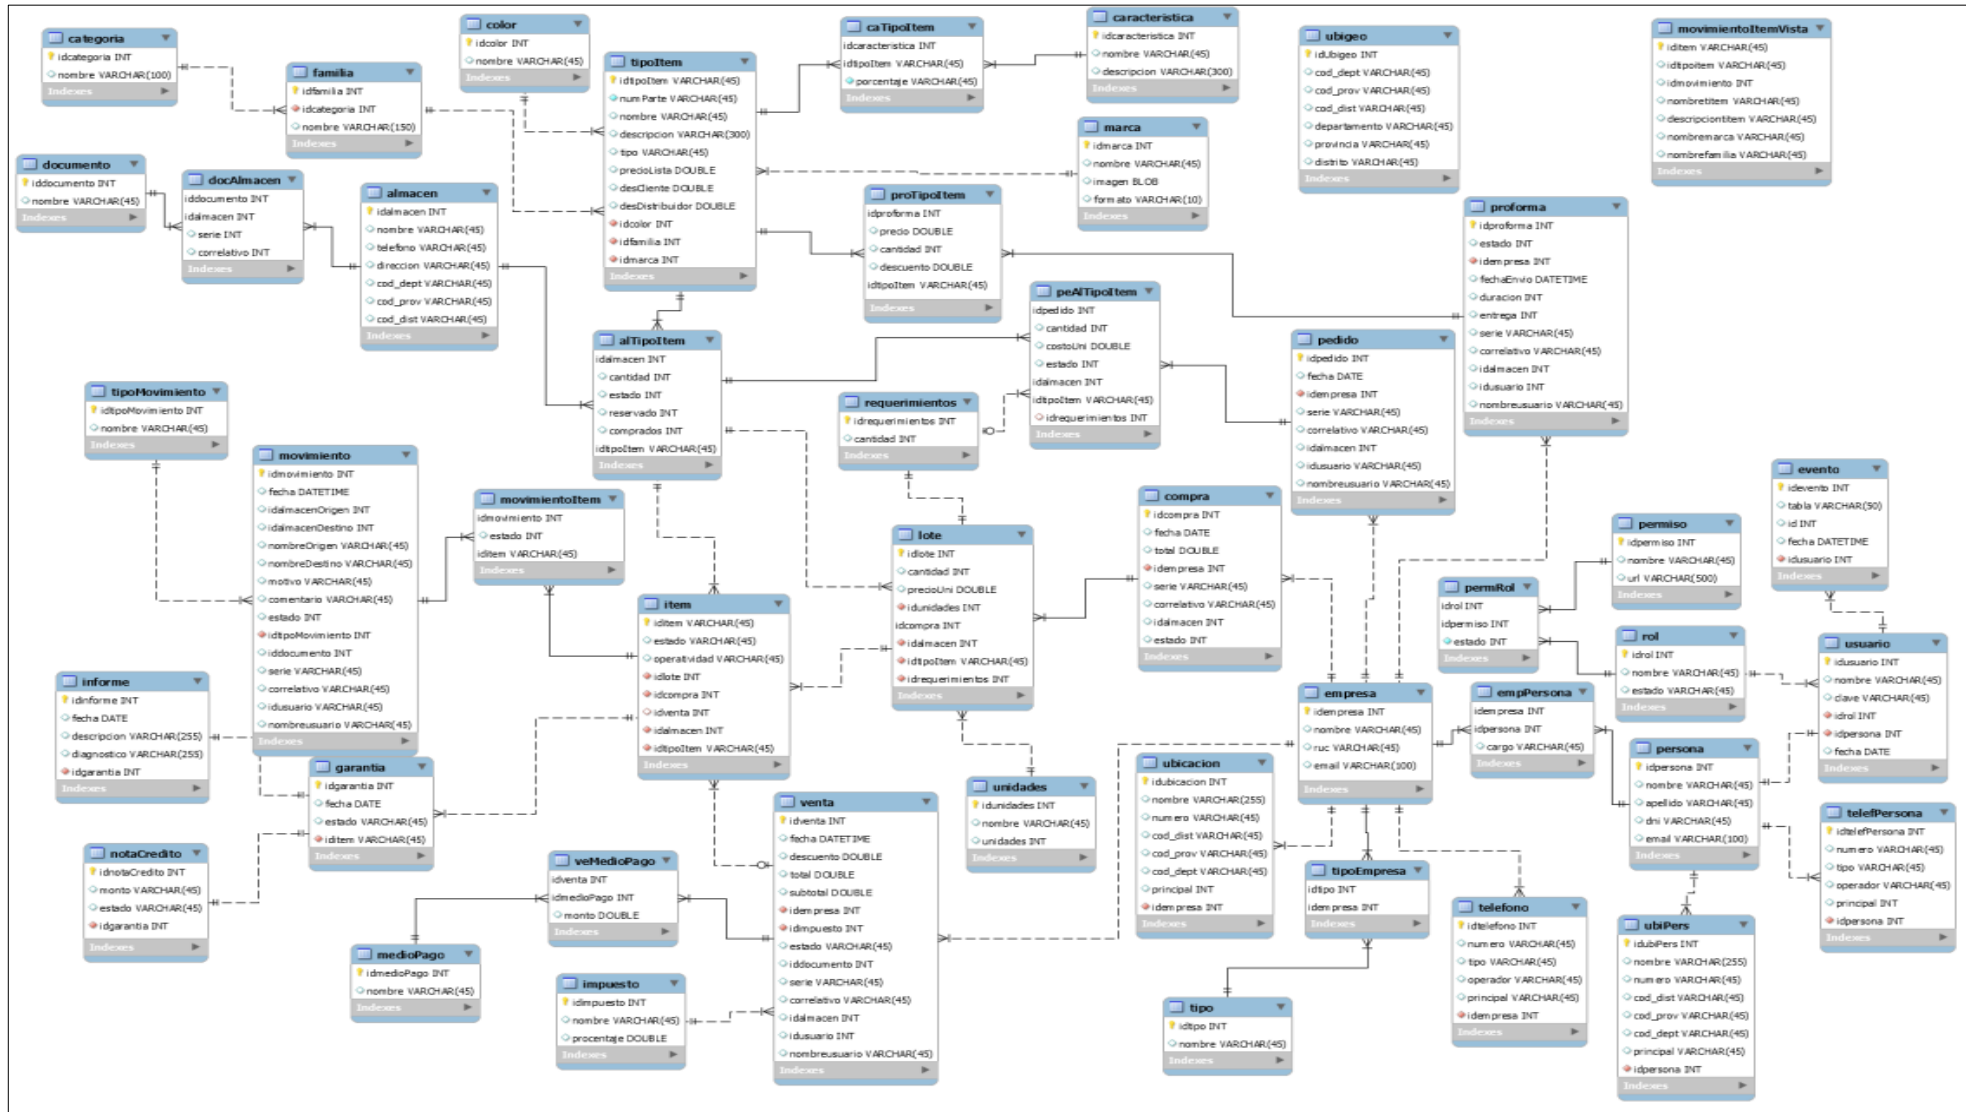 categoria
idcategoria INT
nombre VARCHAR(100)
Indexes
familia
idfamilia INT
idcategoria INT
nombre VARCHAR(150)
Indexes
color
idcolor INT
nombre VARCHAR(45)
Indexes
tipoItem
idtipoItem VARCHAR(45)
numParte VARCHAR(45)
nombre VARCHAR(45)
descripcion VARCHAR(300)
tipo VARCHAR(45)
precioLista DOUBLE
desCliente DOUBLE
desDistribuidor DOUBLE
idcolor INT
idfamilia INT
idmarca INT
Indexes
caTipoItem
idcaracteristica INT
idtipoItem VARCHAR(45)
porcentaje VARCHAR(45)
Indexes
caracteristica
idcaracteristica INT
nombre VARCHAR(45)
descripcion VARCHAR(300)
Indexes
marca
idmarca INT
nombre VARCHAR(45)
imagen BLOB
formato VARCHAR(10)
Indexes
ubigeo
idUbigeo INT
cod_dept VARCHAR(45)
cod_prov VARCHAR(45)
cod_dist VARCHAR(45)
departamento VARCHAR(45)
provincia VARCHAR(45)
distrito VARCHAR(45)
Indexes
movimientoItemVista
iditem VARCHAR(45)
idtipoitem VARCHAR(45)
idmovimiento INT
nombretitem VARCHAR(45)
descripciontitem VARCHAR(45)
nombremarca VARCHAR(45)
nombrefamilia VARCHAR(45)
Indexes
documento
iddocumento INT
nombre VARCHAR(45)
Indexes
docAlmacen
iddocumento INT
idalmacen INT
serie INT
correlativo INT
Indexes
almacen
idalmacen INT
nombre VARCHAR(45)
telefono VARCHAR(45)
direccion VARCHAR(45)
cod_dept VARCHAR(45)
cod_prov VARCHAR(45)
cod_dist VARCHAR(45)
Indexes
proTipoItem
idproforma INT
precio DOUBLE
cantidad INT
descuento DOUBLE
idtipoItem VARCHAR(45)
Indexes
proforma
idproforma INT
estado INT
idempresa INT
fechaEnvio DATETIME
duracion INT
entrega INT
serie VARCHAR(45)
correlativo VARCHAR(45)
idalmacen INT
idusuario INT
nombreusuario VARCHAR(45)
Indexes
peAlTipoItem
idpedido INT
cantidad INT
costoUni DOUBLE
estado INT
idalmacen INT
idtipoItem VARCHAR(45)
idrequerimientos INT
Indexes
pedido
idpedido INT
fecha DATE
idempresa INT
serie VARCHAR(45)
correlativo VARCHAR(45)
idalmacen INT
idusuario VARCHAR(45)
nombreusuario VARCHAR(45)
Indexes
alTipoItem
idalmacen INT
cantidad INT
estado INT
reservado INT
comprados INT
idtipoItem VARCHAR(45)
Indexes
requerimientos
idrequerimientos INT
cantidad INT
Indexes
tipoMovimiento
idtipoMovimiento INT
nombre VARCHAR(45)
Indexes
movimiento
idmovimiento INT
fecha DATETIME
idalmacenOrigen INT
idalmacenDestino INT
nombreOrigen VARCHAR(45)
nombreDestino VARCHAR(45)
motivo VARCHAR(45)
comentario VARCHAR(45)
estado INT
idtipoMovimiento INT
iddocumento INT
serie VARCHAR(45)
correlativo VARCHAR(45)
idusuario VARCHAR(45)
nombreusuario VARCHAR(45)
movimientoItem
idmovimiento INT
estado INT
iditem VARCHAR(45)
Indexes
item
iditem VARCHAR(45)
estado VARCHAR(45)
operatividad VARCHAR(45)
idlote INT
idcompra INT
idventa INT
idalmacen INT
idtipoItem VARCHAR(45)
Indexes
lote
idlote INT
cantidad INT
precioUni DOUBLE
idunidades INT
idcompra INT
idalmacen INT
idtipoItem VARCHAR(45)
idrequerimientos INT
Indexes
compra
idcompra INT
fecha DATE
total DOUBLE
idempresa INT
serie VARCHAR(45)
correlativo VARCHAR(45)
idalmacen INT
estado INT
Indexes
evento
idevento INT
tabla VARCHAR(50)
id INT
fecha DATETIME
idusuario INT
Indexes
permiso
idpermiso INT
nombre VARCHAR(45)
url VARCHAR(500)
Indexes
permRol
idrol INT
idpermiso INT
estado INT
Indexes
rol
idrol INT
nombre VARCHAR(45)
estado VARCHAR(45)
Indexes
usuario
idusuario INT
nombre VARCHAR(45)
clave VARCHAR(45)
idrol INT
idpersona INT
fecha DATE
Indexes
informe
idinforme INT
fecha DATE
descripcion VARCHAR(255)
diagnostico VARCHAR(255)
idgarantia INT
Indexes
garantia
idgarantia INT
fecha DATE
estado VARCHAR(45)
iditem VARCHAR(45)
Indexes
notaCredito
idnotaCredito INT
monto VARCHAR(45)
estado VARCHAR(45)
idgarantia INT
Indexes
empresa
idempresa INT
nombre VARCHAR(45)
ruc VARCHAR(45)
email VARCHAR(100)
Indexes
empPersona
idempresa INT
idpersona INT
cargo VARCHAR(45)
Indexes
persona
idpersona INT
nombre VARCHAR(45)
apellido VARCHAR(45)
dni VARCHAR(45)
email VARCHAR(100)
Indexes
telefPersona
idtelefPersona INT
numero VARCHAR(45)
tipo VARCHAR(45)
operador VARCHAR(45)
principal INT
idpersona INT
Indexes
ubicacion
idubicacion INT
nombre VARCHAR(255)
numero VARCHAR(45)
cod_dist VARCHAR(45)
cod_prov VARCHAR(45)
cod_dept VARCHAR(45)
principal INT
idempresa INT
Indexes
unidades
idunidades INT
nombre VARCHAR(45)
unidades INT
Indexes
venta
idventa INT
fecha DATETIME
descuento DOUBLE
total DOUBLE
subtotal DOUBLE
idempresa INT
idimpuesto INT
estado VARCHAR(45)
iddocumento INT
serie VARCHAR(45)
correlativo VARCHAR(45)
idalmacen INT
idusuario INT
nombreusuario VARCHAR(45)
Indexes
veMedioPago
idventa INT
idmedioPago INT
monto DOUBLE
Indexes
medioPago
idmedioPago INT
nombre VARCHAR(45)
Indexes
impuesto
idimpuesto INT
nombre VARCHAR(45)
procentaje DOUBLE
Indexes
tipoEmpresa
idtipo INT
idempresa INT
Indexes
tipo
idtipo INT
nombre VARCHAR(45)
Indexes
telefono
idtelefono INT
numero VARCHAR(45)
tipo VARCHAR(45)
operador VARCHAR(45)
principal VARCHAR(45)
idempresa INT
Indexes
ubiPers
idubiPers INT
nombre VARCHAR(255)
numero VARCHAR(45)
cod_dist VARCHAR(45)
cod_prov VARCHAR(45)
cod_dept VARCHAR(45)
principal VARCHAR(45)
idpersona INT
Indexes